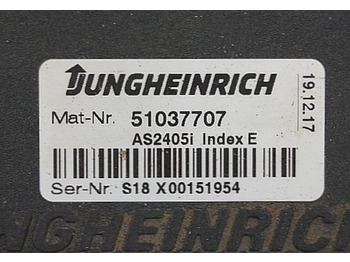 JUNGHEINRICH
Mat-Nr. 51037707
AS2405i Index E
Ser-Nr. S18 X00151954
19.12.17
JUNGHEINRICH